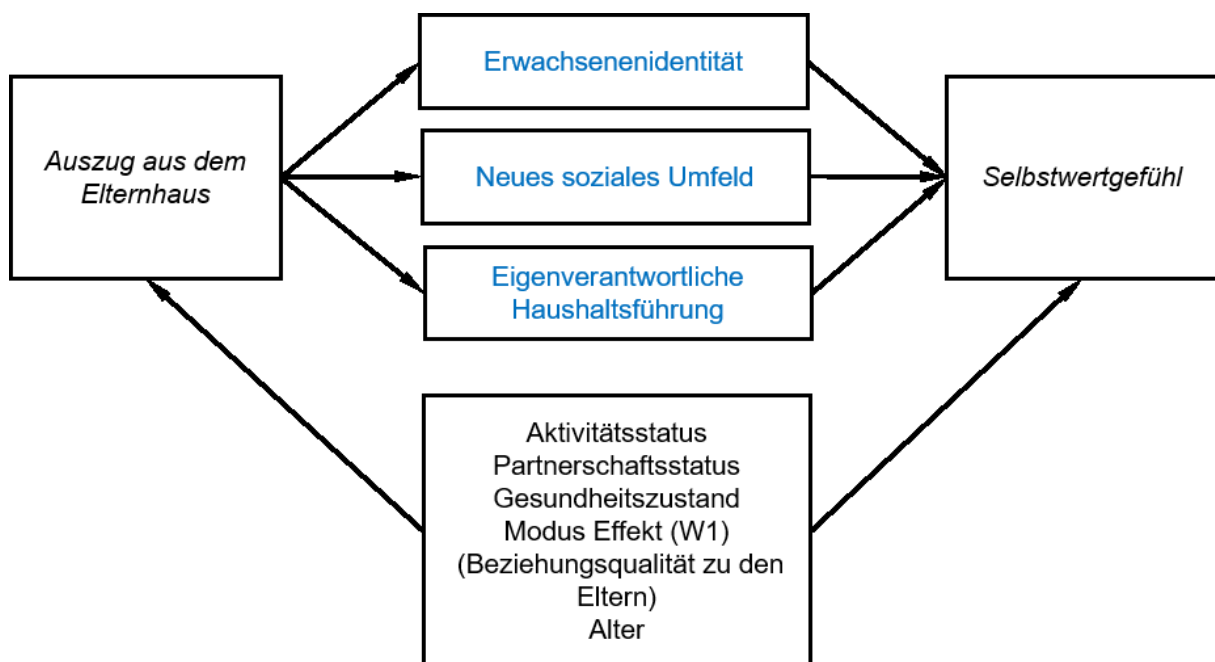 Erwachsenenidentität
Auszug aus dem
Elternhaus
Neues soziales Umfeld
Selbstwertgefühl
Eigenverantwortliche
Haushaltsführung
Aktivitätsstatus
Partnerschaftsstatus
Gesundheitszustand
Modus Effekt (W1)
(Beziehungsqualität zu den
Eltern)
Alter